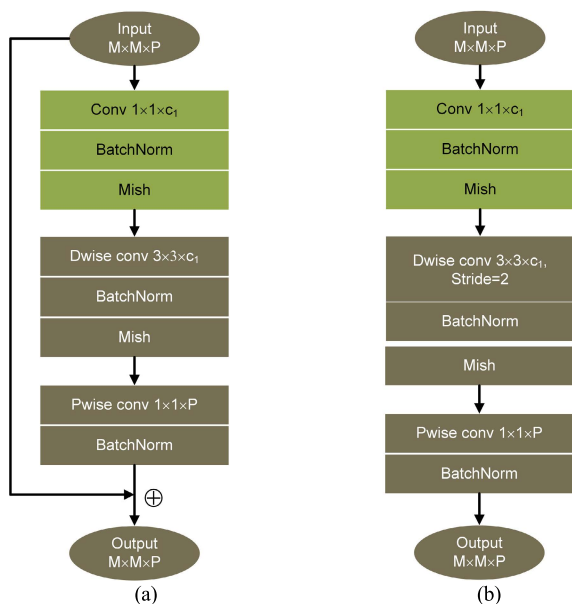 Input
M×M×P
Conv 1×1×c₁
BatchNorm
Mish
Dwise conv 3×3×c₁
BatchNorm
Mish
Pwise conv 1×1×P
BatchNorm
⊕
Output
M×M×P
(a)
Input
M×M×P
Conv 1×1×c₁
BatchNorm
Mish
Dwise conv 3×3×c₁,
Stride=2
BatchNorm
Mish
Pwise conv 1×1×P
BatchNorm
Output
M×M×P
(b)